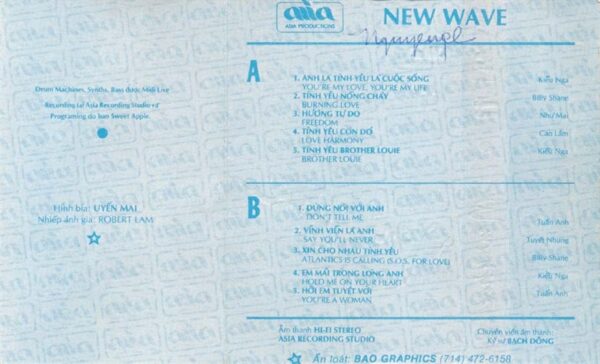 asia
ASIA PRODUCTIONS
NEW WAVE
A
1. ANH LÀ TÌNH YÊU LÀ CUỘC SỐNG Kiều Nga
YOU'RE MY LOVE, YOU'RE MY LIFE
2. TÌNH YÊU NỒNG CHÁY Billy Shane
BURNING LOVE
3. HƯỚNG TỰ DO Như Mai
FREEDOM
4. TÌNH YÊU CÒN ĐÓ
LOVE HARMONY
5. TÌNH YÊU BROTHER LOUIE Kiều Nga
BROTHER LOUIE
Drum Machines, Synths, Bass được Midi Live
Recording tại Asia Recording Studio
Programing do ban Sweet Apple.
Hình bìa: UYÊN MAI
Nhiếp ảnh gia: ROBERT LAM
B
1. ĐỪNG NÓI VỚI ANH Tuấn Anh
DON'T TELL ME
2. VĨNH VIỄN LÀ ANH Tuyết Nhung
SAY YOU'LL NEVER
3. XIN CHO NHAU TÌNH YÊU Billy Shane
ATLANTICS IS CALLING (S.O.S. FOR LOVE)
4. EM MÃI TRONG LÒNG ANH Kiều Nga
HOLD ME ON YOUR HEART
5. HỠI EM TUYỆT VỜI Tuấn Anh
YOU'RE A WOMAN
Âm thanh HI-FI STEREO
ASIA RECORDING STUDIO
Chuyên viên âm thanh:
Kỹ sư BẠCH ĐÔNG
Ấn loát: BAO GRAPHICS (714) 472-6158